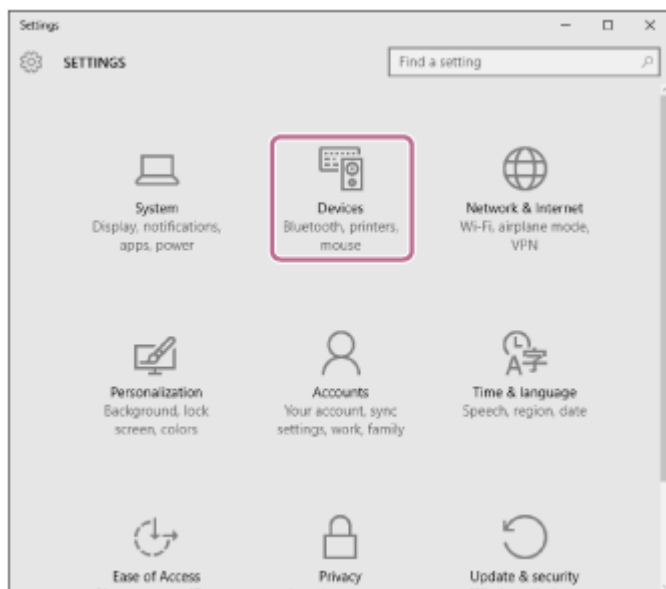 Settings
SETTINGS
Find a setting
System
Display, notifications,
apps, power
Devices
Bluetooth, printers,
mouse
Network & Internet
Wi-Fi, airplane mode,
VPN
Personalization
Background, lock
screen, colors
Accounts
Your account, sync
settings, work, family
Time & language
Speech, region, date
A字
Ease of Access
Privacy
Update & security